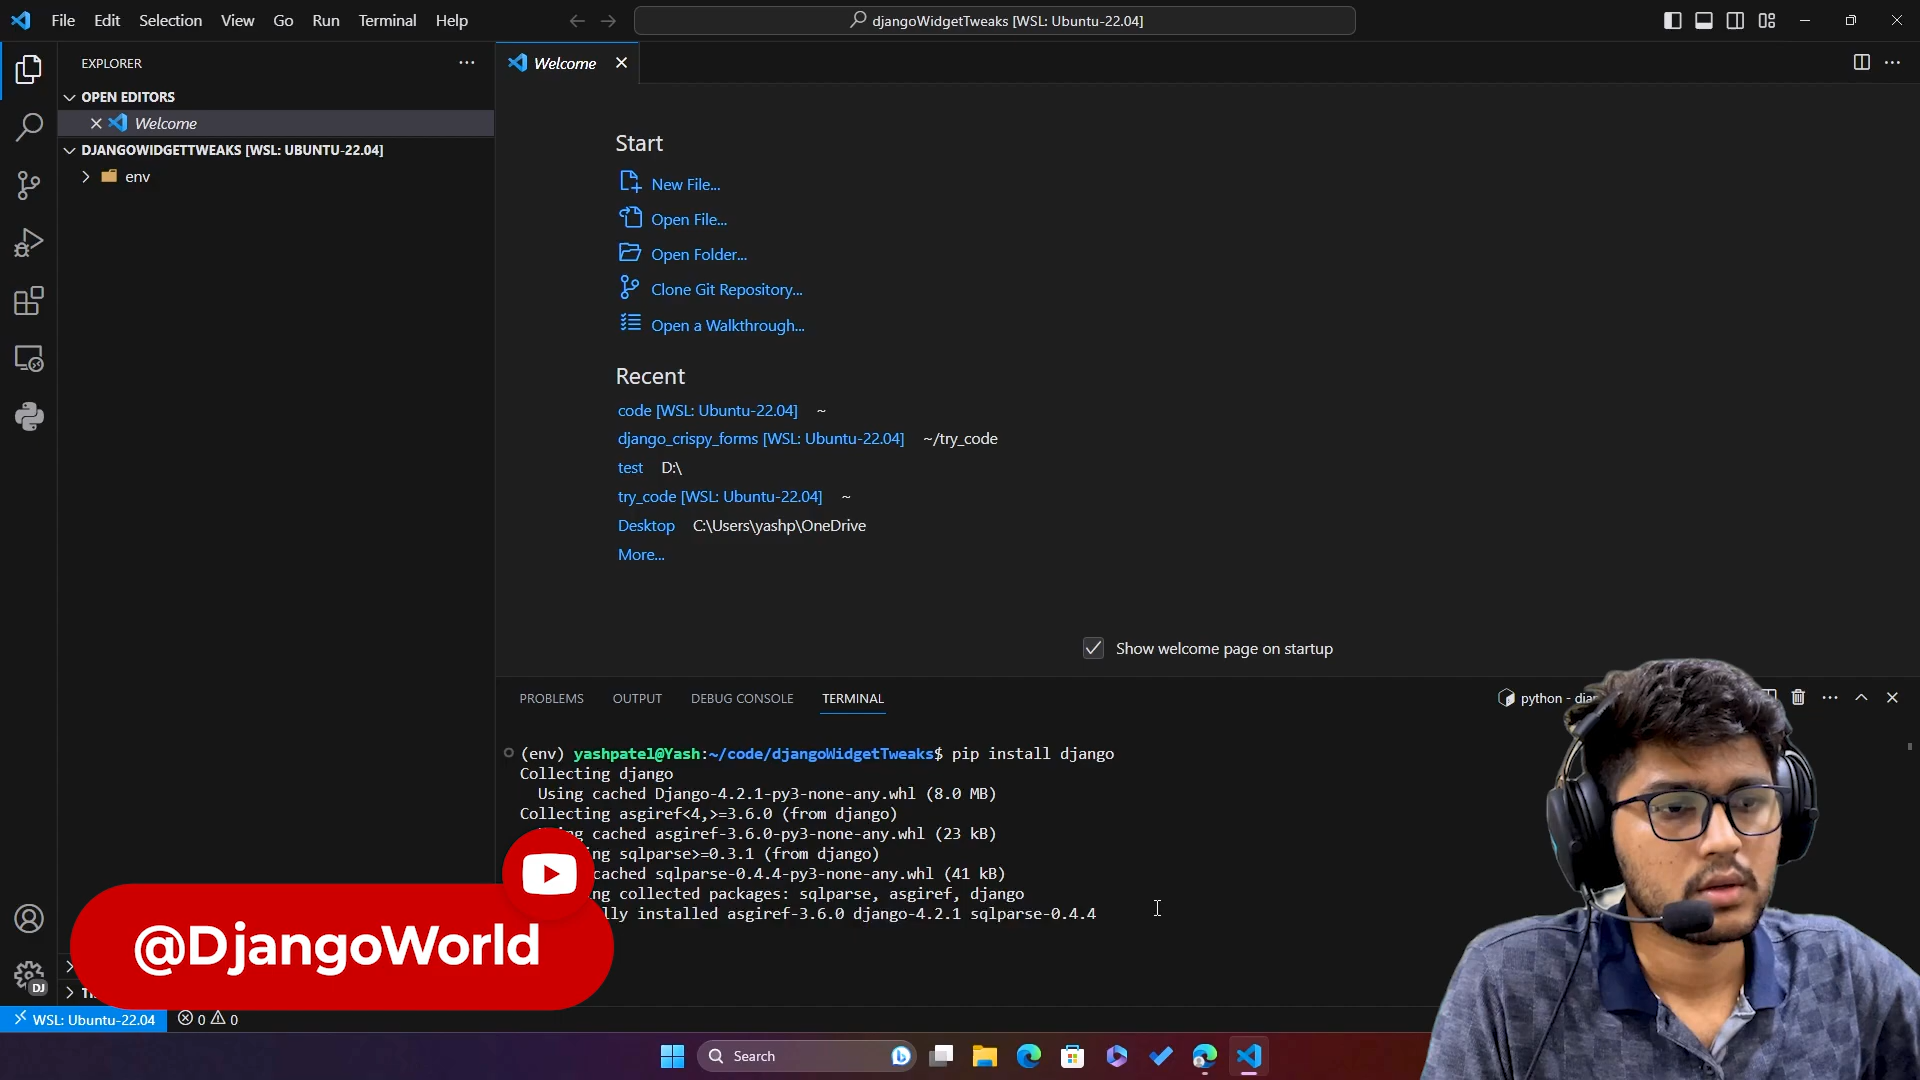 File Edit Selection View Go Run Terminal Help
djangoWidgetTweaks [WSL: Ubuntu-22.04]
EXPLORER
Welcome
OPEN EDITORS
Welcome
DJANGOWIDGETTWEAKS [WSL: UBUNTU-22.04]
env
Start
New File...
Open File...
Open Folder...
Clone Git Repository...
Open a Walkthrough...
Recent
code [WSL: Ubuntu-22.04] ~
django_crispy_forms [WSL: Ubuntu-22.04] ~/try_code
test D:\
try_code [WSL: Ubuntu-22.04] ~
Desktop C:\Users\yashp\OneDrive
More...
Show welcome page on startup
PROBLEMS OUTPUT DEBUG CONSOLE TERMINAL
python -
(env) yashpatel@Yash:~/code/djangoWidgetTweaks$ pip install django
Collecting django
Using cached Django-4.2.1-py3-none-any.whl (8.0 MB)
Collecting asgiref<4,>=3.6.0 (from django)
cached asgiref-3.6.0-py3-none-any.whl (23 kB)
sqlparse>=0.3.1 (from django)
cached sqlparse-0.4.4-py3-none-any.whl (41 kB)
collected packages: sqlparse, asgiref, django
installed asgiref-3.6.0 django-4.2.1 sqlparse-0.4.4
@DjangoWorld
DJ
WSL: Ubuntu-22.04 0 0
Search